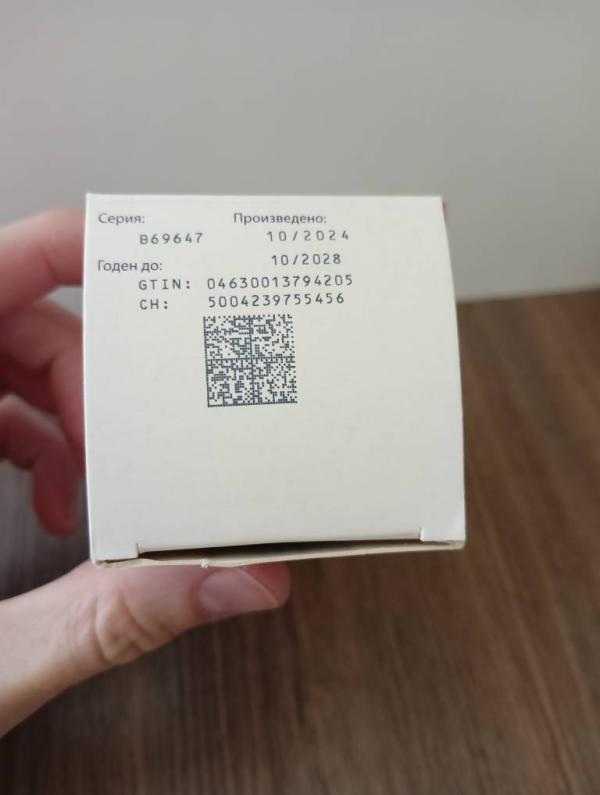 Серия: Произведено:
B69647 10/2024
Годен до: 10/2028
GTIN: 04630013794205
СН: 5004239755456